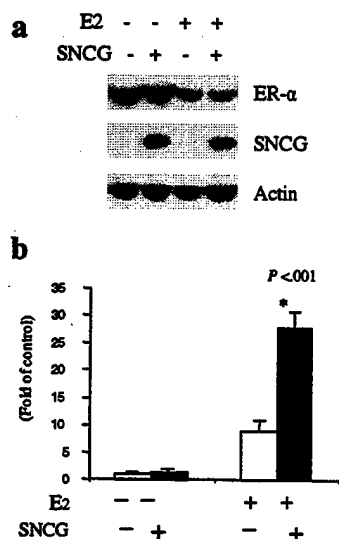 a
E2 - - + +
SNCG - + - +
ER-α
SNCG
Actin
b
P <.001
*
(Fold of control)
35
30
25
20
15
10
5
0
E2 — — + +
SNCG — + — +